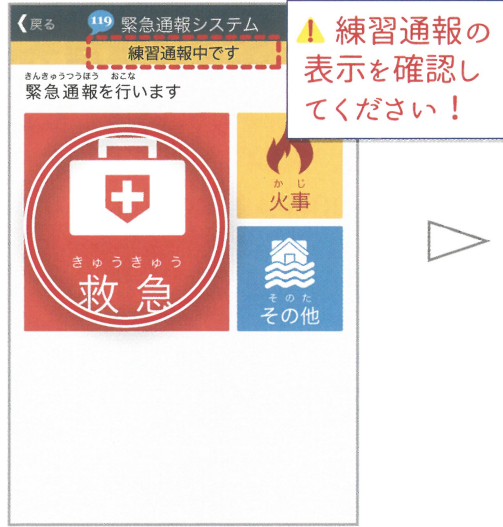 戻る 119 緊急通報システム
練習通報中です
きんきゅうつうほう おこな
緊急通報を行います
きゅうきゅう
救急
かじ
火事
そのた
その他
練習通報の
表示を確認し
てください!